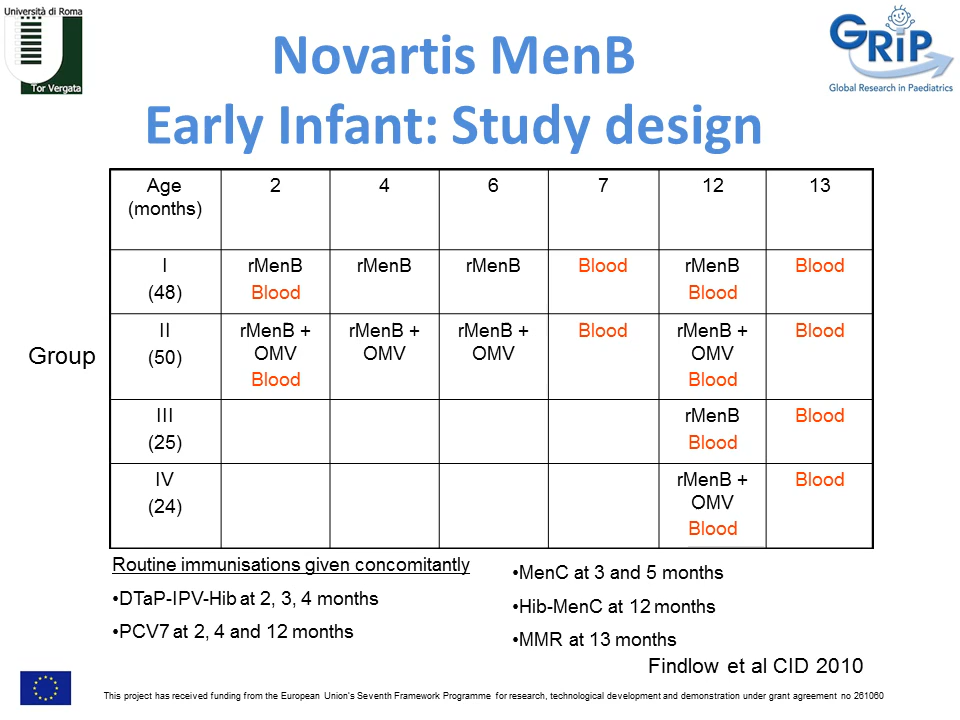 Università di Roma
Tor Vergata
GRIP
Global Research in Paediatrics
Novartis MenB
Early Infant: Study design
Age (months) 2 4 6 7 12 13
I (48) rMenB Blood rMenB rMenB Blood rMenB Blood Blood
Group
II (50) rMenB + OMV Blood rMenB + OMV rMenB + OMV Blood rMenB + OMV Blood Blood
III (25) rMenB Blood Blood
IV (24) rMenB + OMV Blood Blood
Routine immunisations given concomitantly
•DTaP-IPV-Hib at 2, 3, 4 months
•PCV7 at 2, 4 and 12 months
•MenC at 3 and 5 months
•Hib-MenC at 12 months
•MMR at 13 months
Findlow et al CID 2010
This project has received funding from the European Union's Seventh Framework Programme for research, technological development and demonstration under grant agreement no 261060